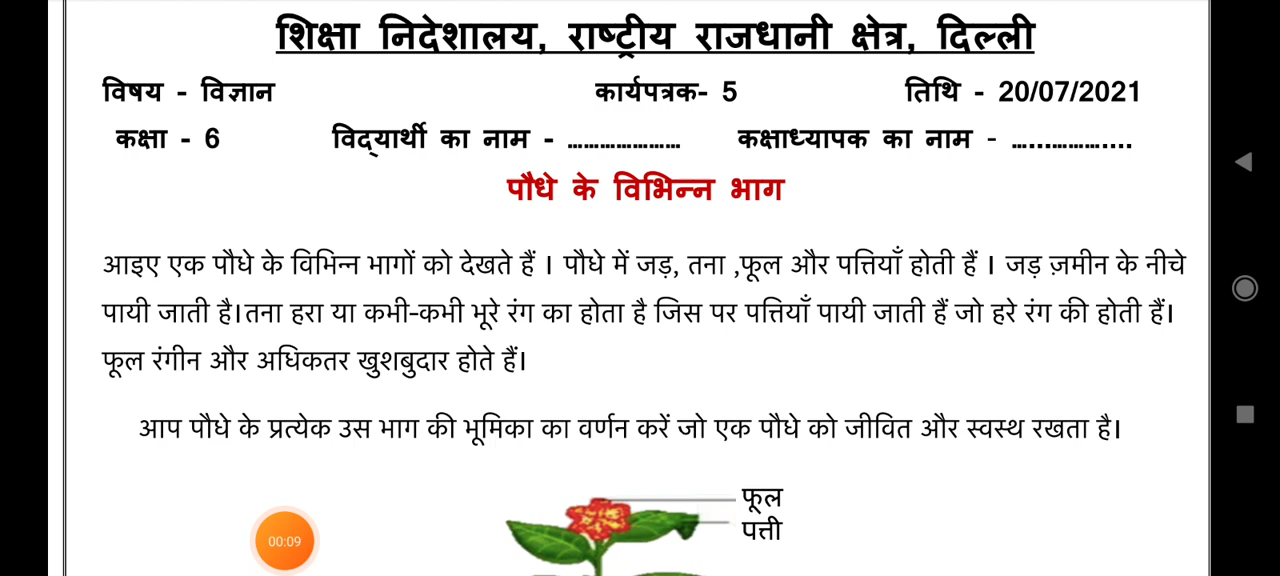 शिक्षा निदेशालय, राष्ट्रीय राजधानी क्षेत्र, दिल्ली
विषय - विज्ञान कार्यपत्रक- 5 तिथि - 20/07/2021
कक्षा - 6 विद्यार्थी का नाम - ..................... कक्षाध्यापक का नाम - .....................
पौधे के विभिन्न भाग
आइए एक पौधे के विभिन्न भागों को देखते हैं । पौधे में जड़, तना ,फूल और पत्तियाँ होती हैं । जड़ ज़मीन के नीचे
पायी जाती है।तना हरा या कभी-कभी भूरे रंग का होता है जिस पर पत्तियाँ पायी जाती हैं जो हरे रंग की होती हैं।
फूल रंगीन और अधिकतर खुशबुदार होते हैं।
आप पौधे के प्रत्येक उस भाग की भूमिका का वर्णन करें जो एक पौधे को जीवित और स्वस्थ रखता है।
फूल
पत्ती
00:09